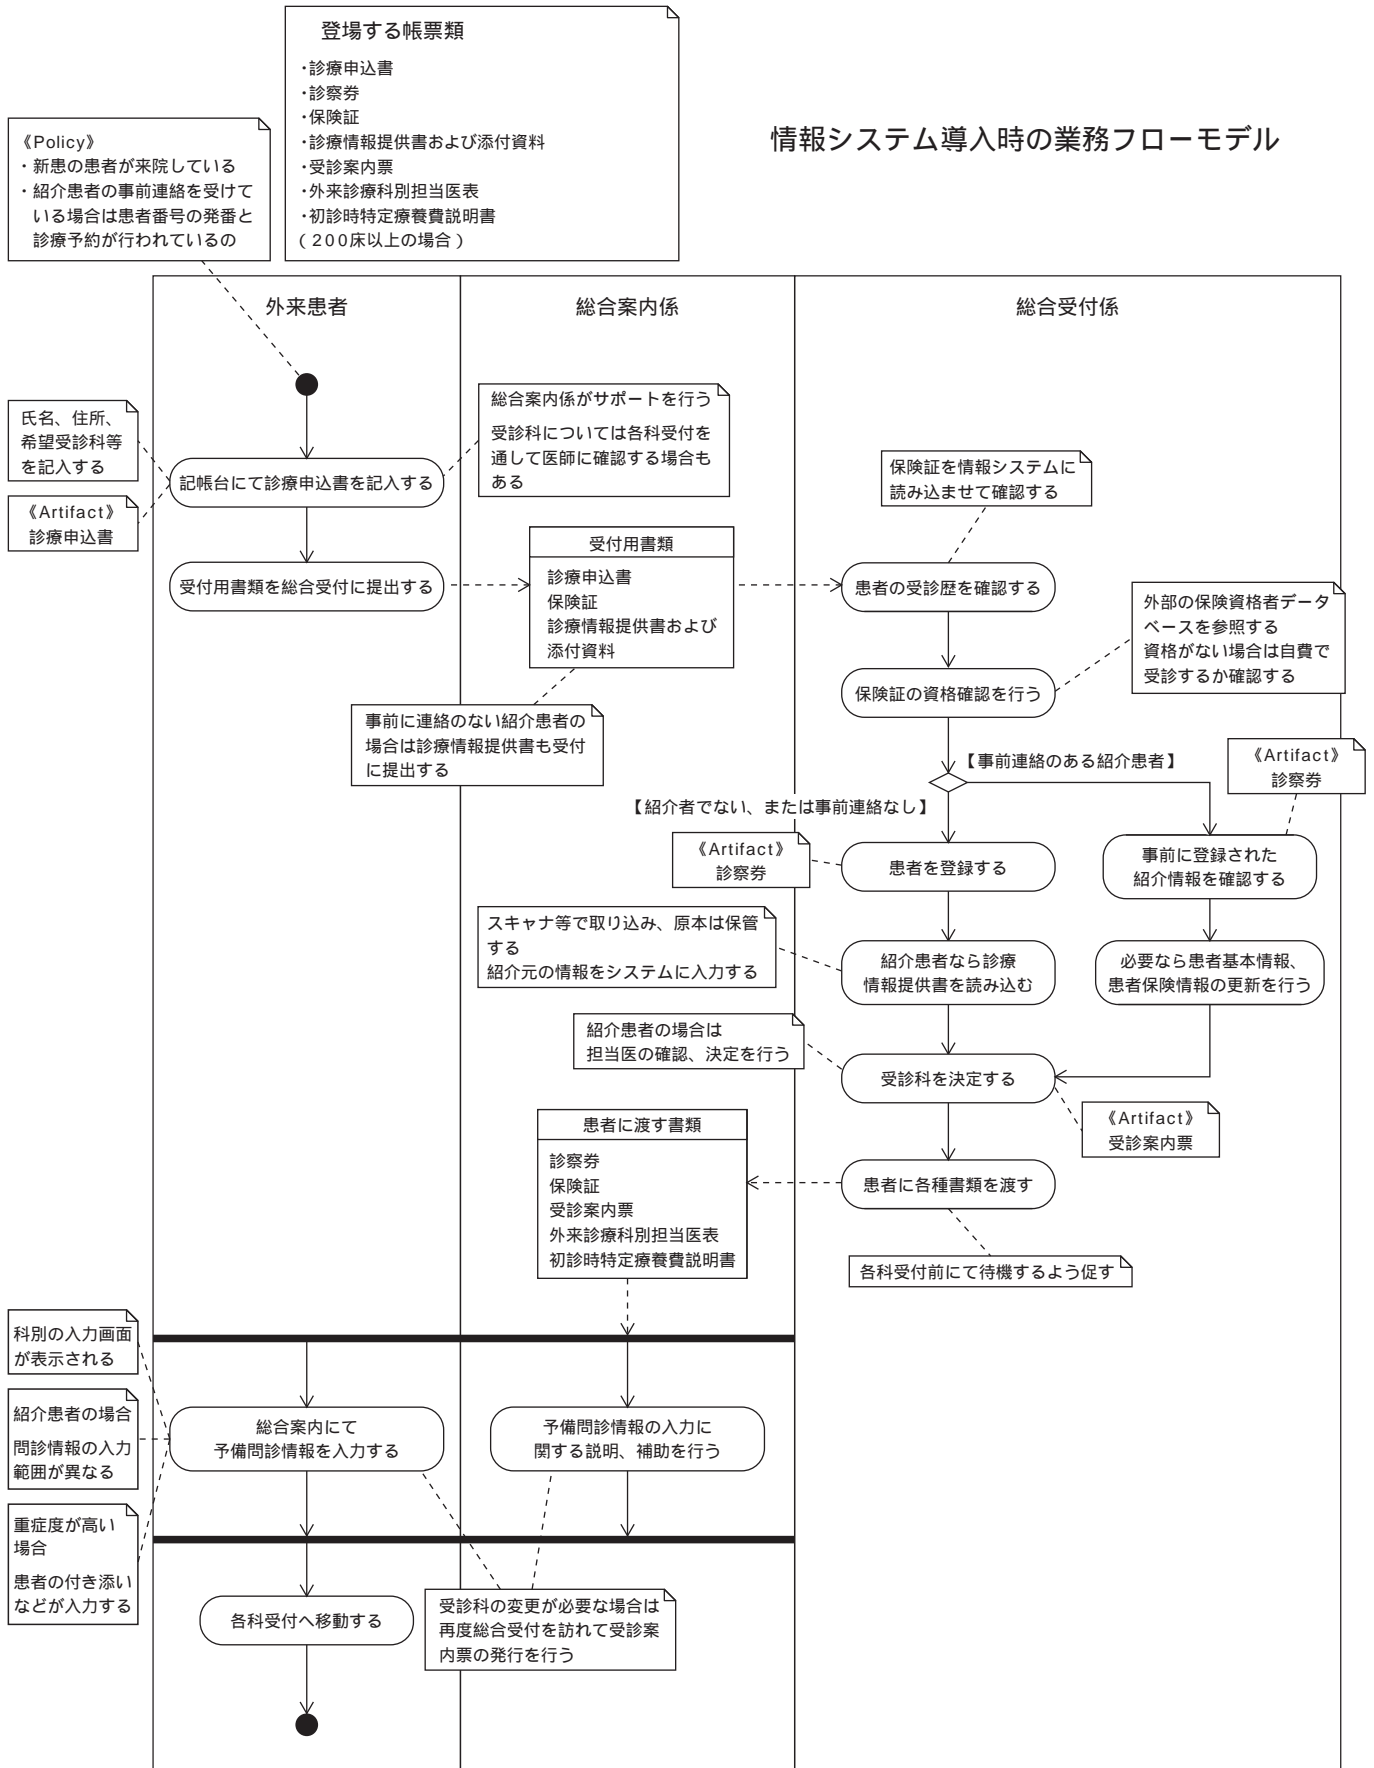 登場する帳票類
・診療申込書
・診察券
・保険証
・診療情報提供書および添付資料
・受診案内票
・外来診療科別担当医表
・初診時特定療養費説明書
（200床以上の場合）
《Policy》
・新患の患者が来院している
・紹介患者の事前連絡を受けて
いる場合は患者番号の発番と
診療予約が行われているの
情報システム導入時の業務フローモデル
外来患者
総合案内係
総合受付係
氏名、住所、
希望受診科等
を記入する
《Artifact》
診療申込書
記帳台にて診療申込書を記入する
総合案内係がサポートを行う
受診科については各科受付を
通して医師に確認する場合も
ある
保険証を情報システムに
読み込ませて確認する
受付用書類を総合受付に提出する
受付用書類
診療申込書
保険証
診療情報提供書および
添付資料
患者の受診歴を確認する
外部の保険資格者データ
ベースを参照する
資格がない場合は自費で
受診するか確認する
保険証の資格確認を行う
事前に連絡のない紹介患者の
場合は診療情報提供書も受付
に提出する
【事前連絡のある紹介患者】
《Artifact》
診察券
【紹介者でない、または事前連絡なし】
《Artifact》
診察券
患者を登録する
事前に登録された
紹介情報を確認する
スキャナ等で取り込み、原本は保管
する
紹介元の情報をシステムに入力する
紹介患者なら診療
情報提供書を読み込む
必要なら患者基本情報、
患者保険情報の更新を行う
紹介患者の場合は
担当医の確認、決定を行う
受診科を決定する
《Artifact》
受診案内票
患者に渡す書類
診察券
保険証
受診案内票
外来診療科別担当医表
初診時特定療養費説明書
患者に各種書類を渡す
各科受付前にて待機するよう促す
科別の入力画面
が表示される
紹介患者の場合
問診情報の入力
範囲が異なる
重症度が高い
場合
患者の付き添い
などが入力する
総合案内にて
予備問診情報を入力する
予備問診情報の入力に
関する説明、補助を行う
各科受付へ移動する
受診科の変更が必要な場合は
再度総合受付を訪れて受診案
内票の発行を行う